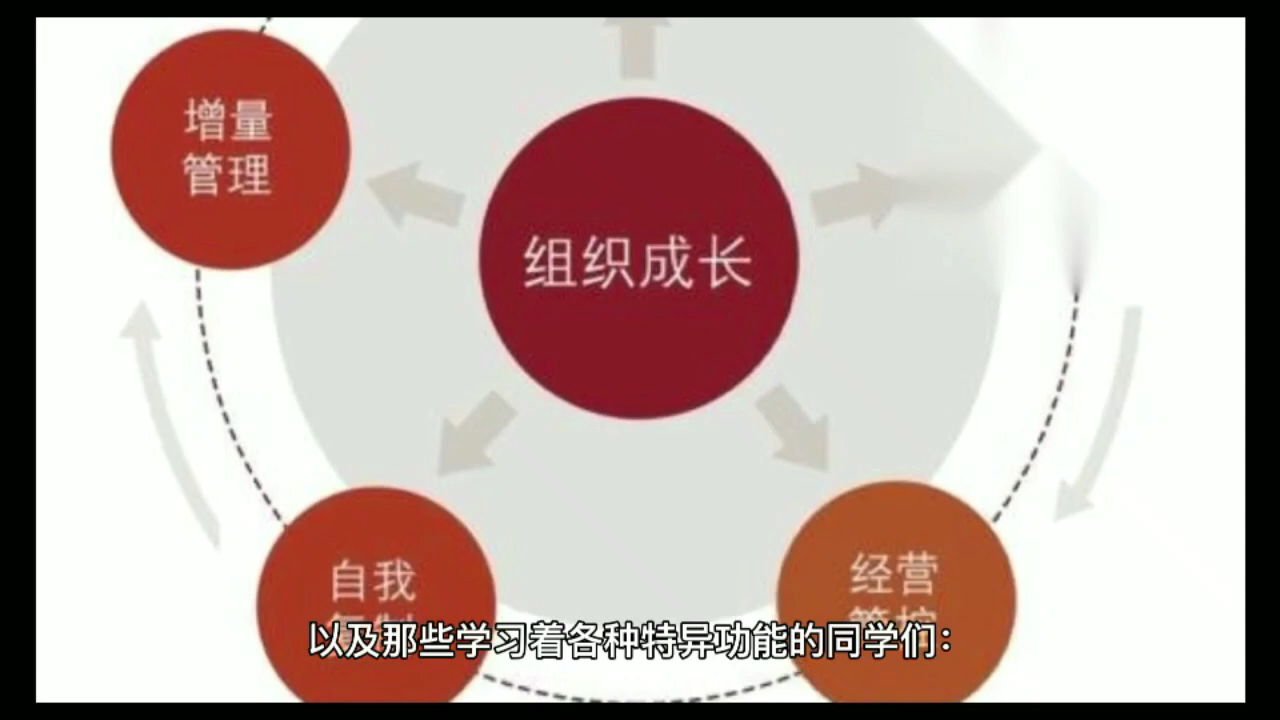 增量
管理
组织成长
自我
经营
以及那些学习着各种特异功能的同学们：